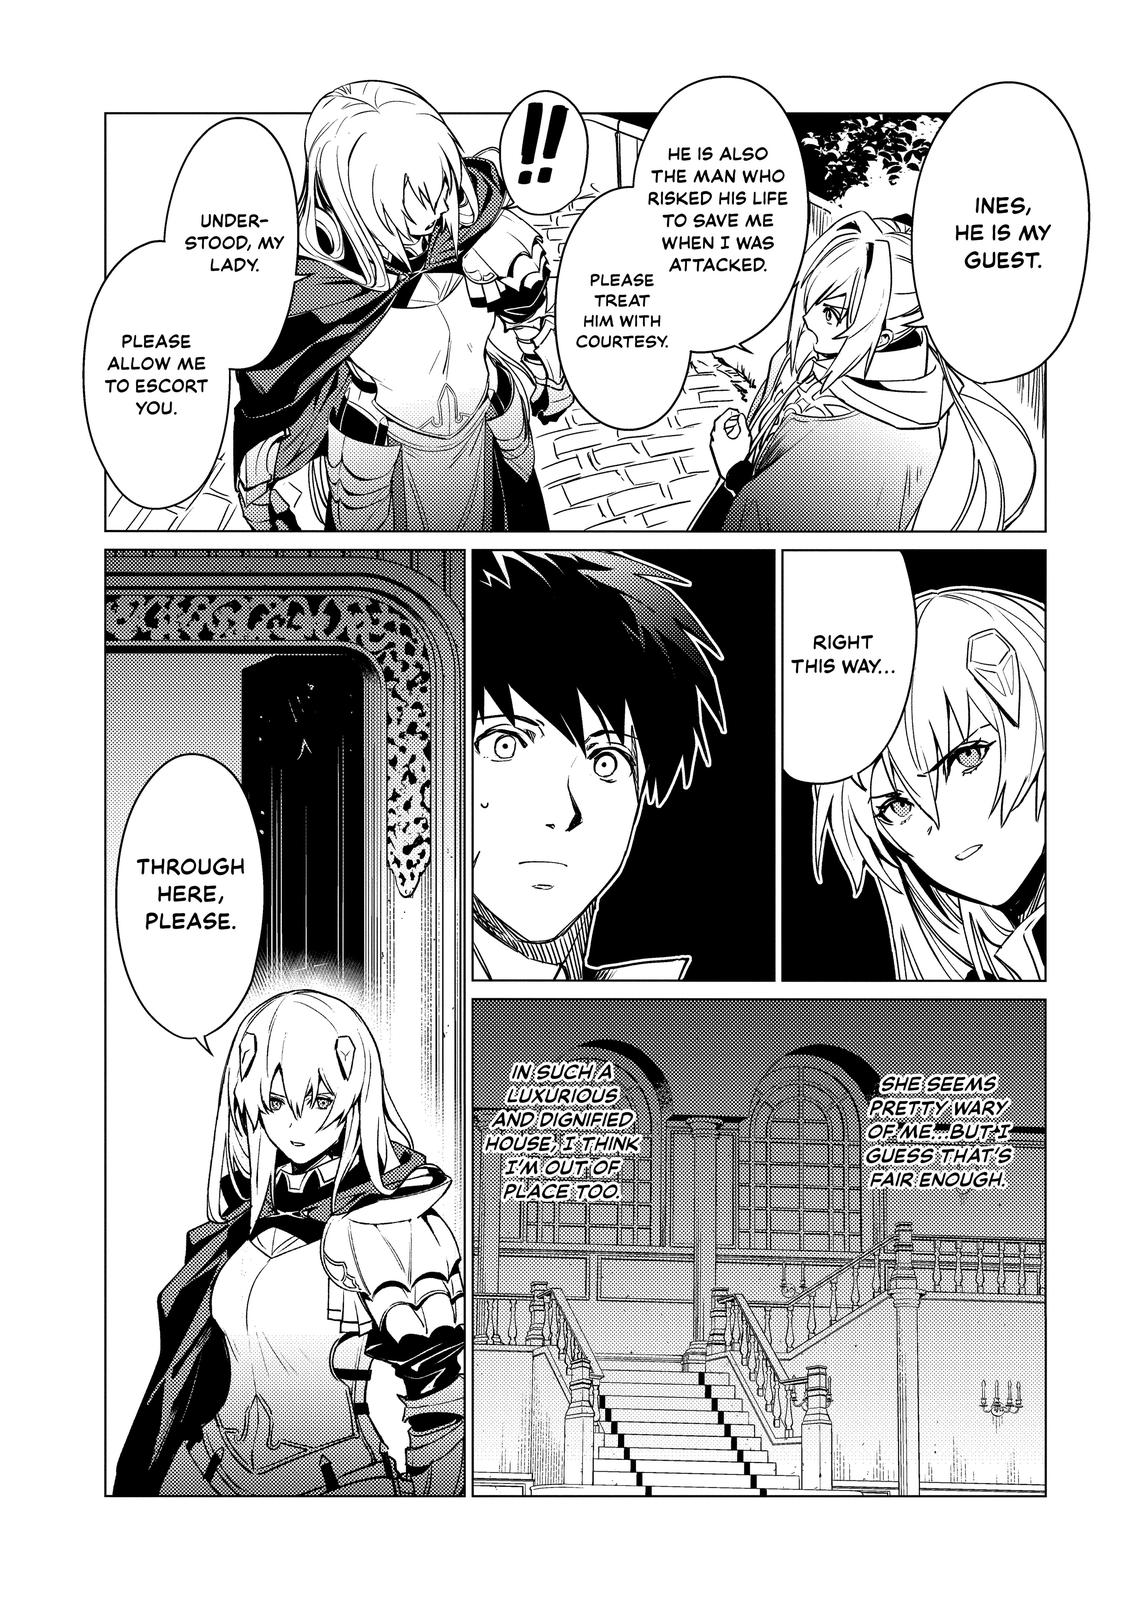 INES,
HE IS MY
GUEST.
HE IS ALSO
THE MAN WHO
RISKED HIS LIFE
TO SAVE ME
WHEN I WAS
ATTACKED.
PLEASE
TREAT
HIM WITH
COURTESY.
!!
UNDER-
STOOD, MY
LADY.
PLEASE
ALLOW ME
TO ESCORT
YOU.
RIGHT
THIS WAY...
THROUGH
HERE,
PLEASE.
SHE SEEMS
PRETTY WARY
OF ME...BUT I
GUESS THAT'S
FAIR ENOUGH.
IN SUCH A
LUXURIOUS
AND DIGNIFIED
HOUSE, I THINK
I'M OUT OF
PLACE TOO.